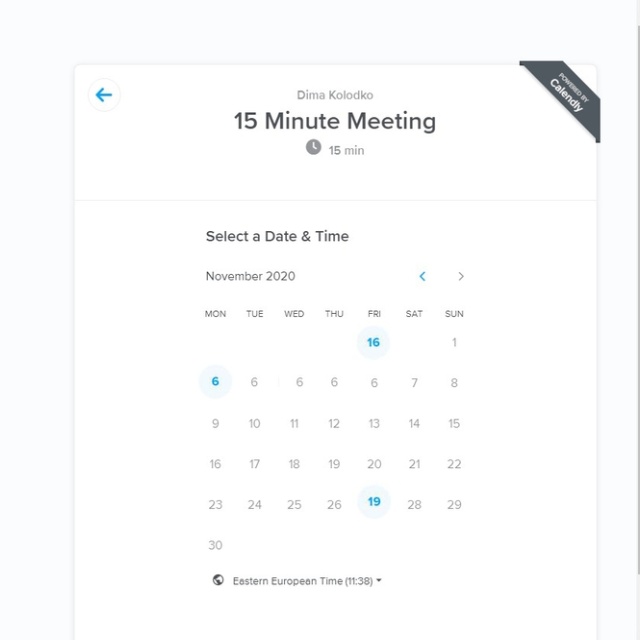 POWERED BY
Calendly
Dima Kolodko
15 Minute Meeting
15 min
Select a Date & Time
November 2020
MON TUE WED THU FRI SAT SUN
16 1
6 6 6 6 6 7 8
9 10 11 12 13 14 15
16 17 18 19 20 21 22
23 24 25 26 19 28 29
30
Eastern European Time (11:38)